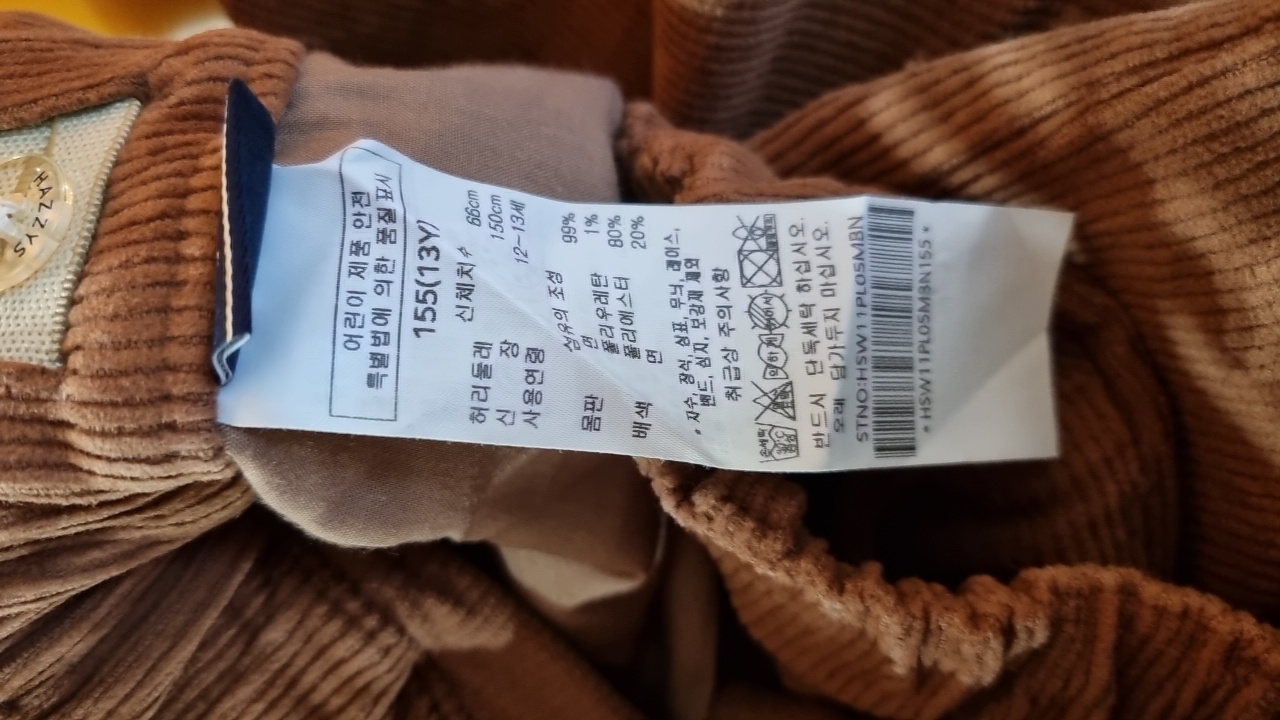 HAZZYS
어린이 제품 안전
특별법에 의한 품질 표시
155(13Y)
신체치수
허리둘레 66cm
신 장 150cm
사용연령 12-13세
섬유의 조성
몸판 면 99%
폴리우레탄 1%
배색 폴리에스터 80%
면 20%
* 자수, 장식, 심표, 무늬, 레이스,
밴드, 심지, 보강재 제외
취급상 주의사항
반드시 단독세탁 하십시오.
오래 담가두지 마십시오.
STNO:HSW11PL05MBN
*HSW11PL05MBN155*